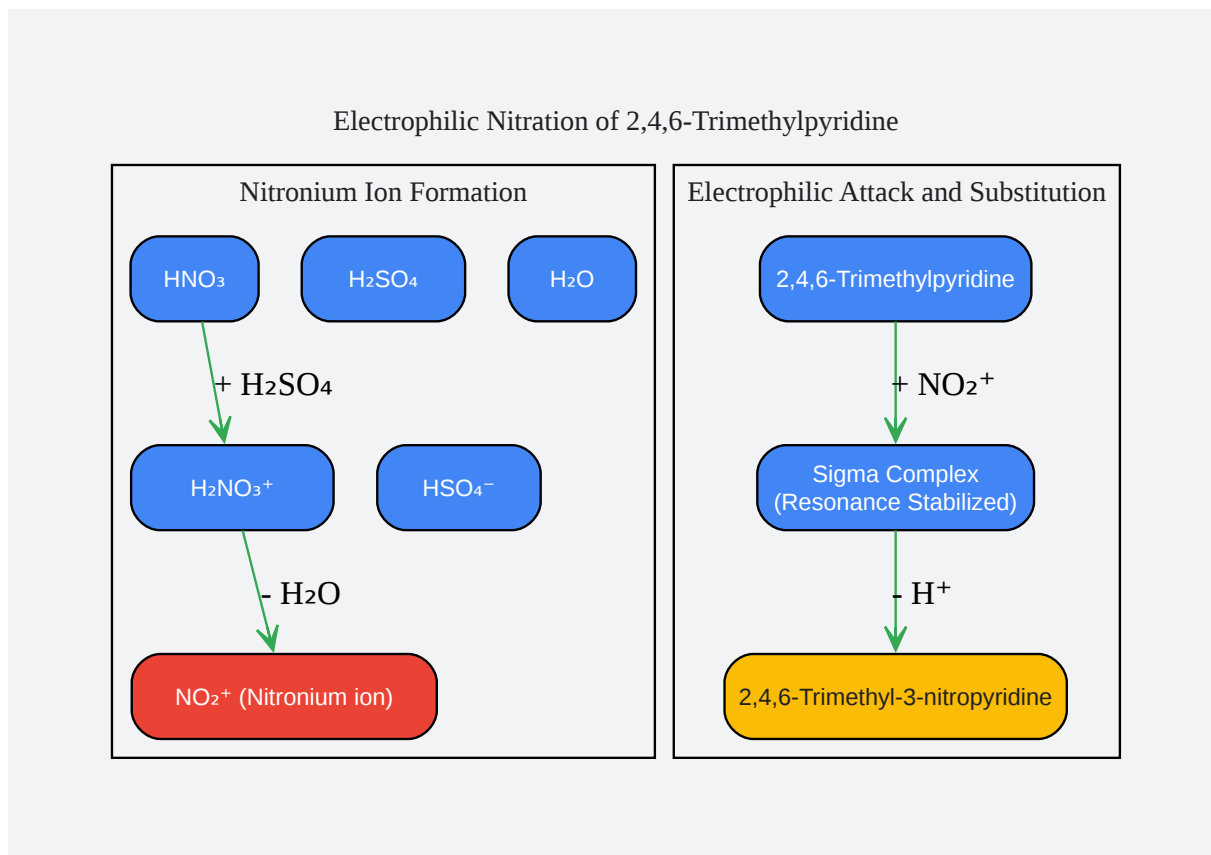 Electrophilic Nitration of 2,4,6-Trimethylpyridine
Nitronium Ion Formation
HNO₃
H₂SO₄
H₂O
+ H₂SO₄
H₂NO₃⁺
HSO₄⁻
- H₂O
NO₂⁺ (Nitronium ion)
Electrophilic Attack and Substitution
2,4,6-Trimethylpyridine
+ NO₂⁺
Sigma Complex
(Resonance Stabilized)
- H⁺
2,4,6-Trimethyl-3-nitropyridine